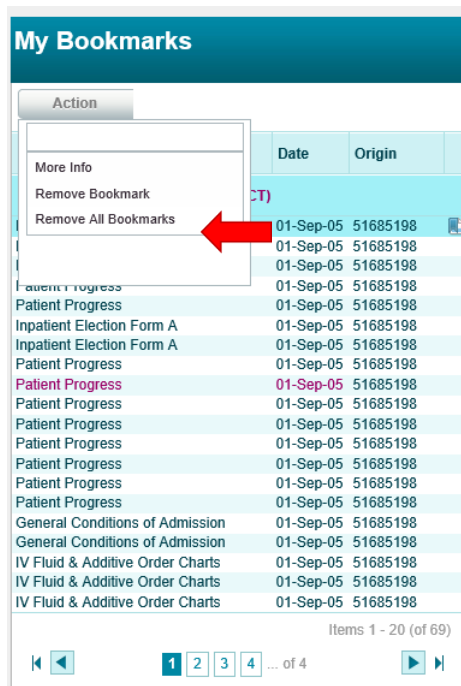 My Bookmarks
Action
Date Origin
More Info
Remove Bookmark
CT)
Remove All Bookmarks
01-Sep-05 51685198
01-Sep-05 51685198
01-Sep-05 51685198
Patient Progress 01-Sep-05 51685198
Patient Progress 01-Sep-05 51685198
Inpatient Election Form A 01-Sep-05 51685198
Inpatient Election Form A 01-Sep-05 51685198
Patient Progress 01-Sep-05 51685198
Patient Progress 01-Sep-05 51685198
Patient Progress 01-Sep-05 51685198
Patient Progress 01-Sep-05 51685198
Patient Progress 01-Sep-05 51685198
Patient Progress 01-Sep-05 51685198
Patient Progress 01-Sep-05 51685198
Patient Progress 01-Sep-05 51685198
General Conditions of Admission 01-Sep-05 51685198
General Conditions of Admission 01-Sep-05 51685198
IV Fluid & Additive Order Charts 01-Sep-05 51685198
IV Fluid & Additive Order Charts 01-Sep-05 51685198
IV Fluid & Additive Order Charts 01-Sep-05 51685198
Items 1 - 20 (of 69)
1 2 3 4 ... of 4